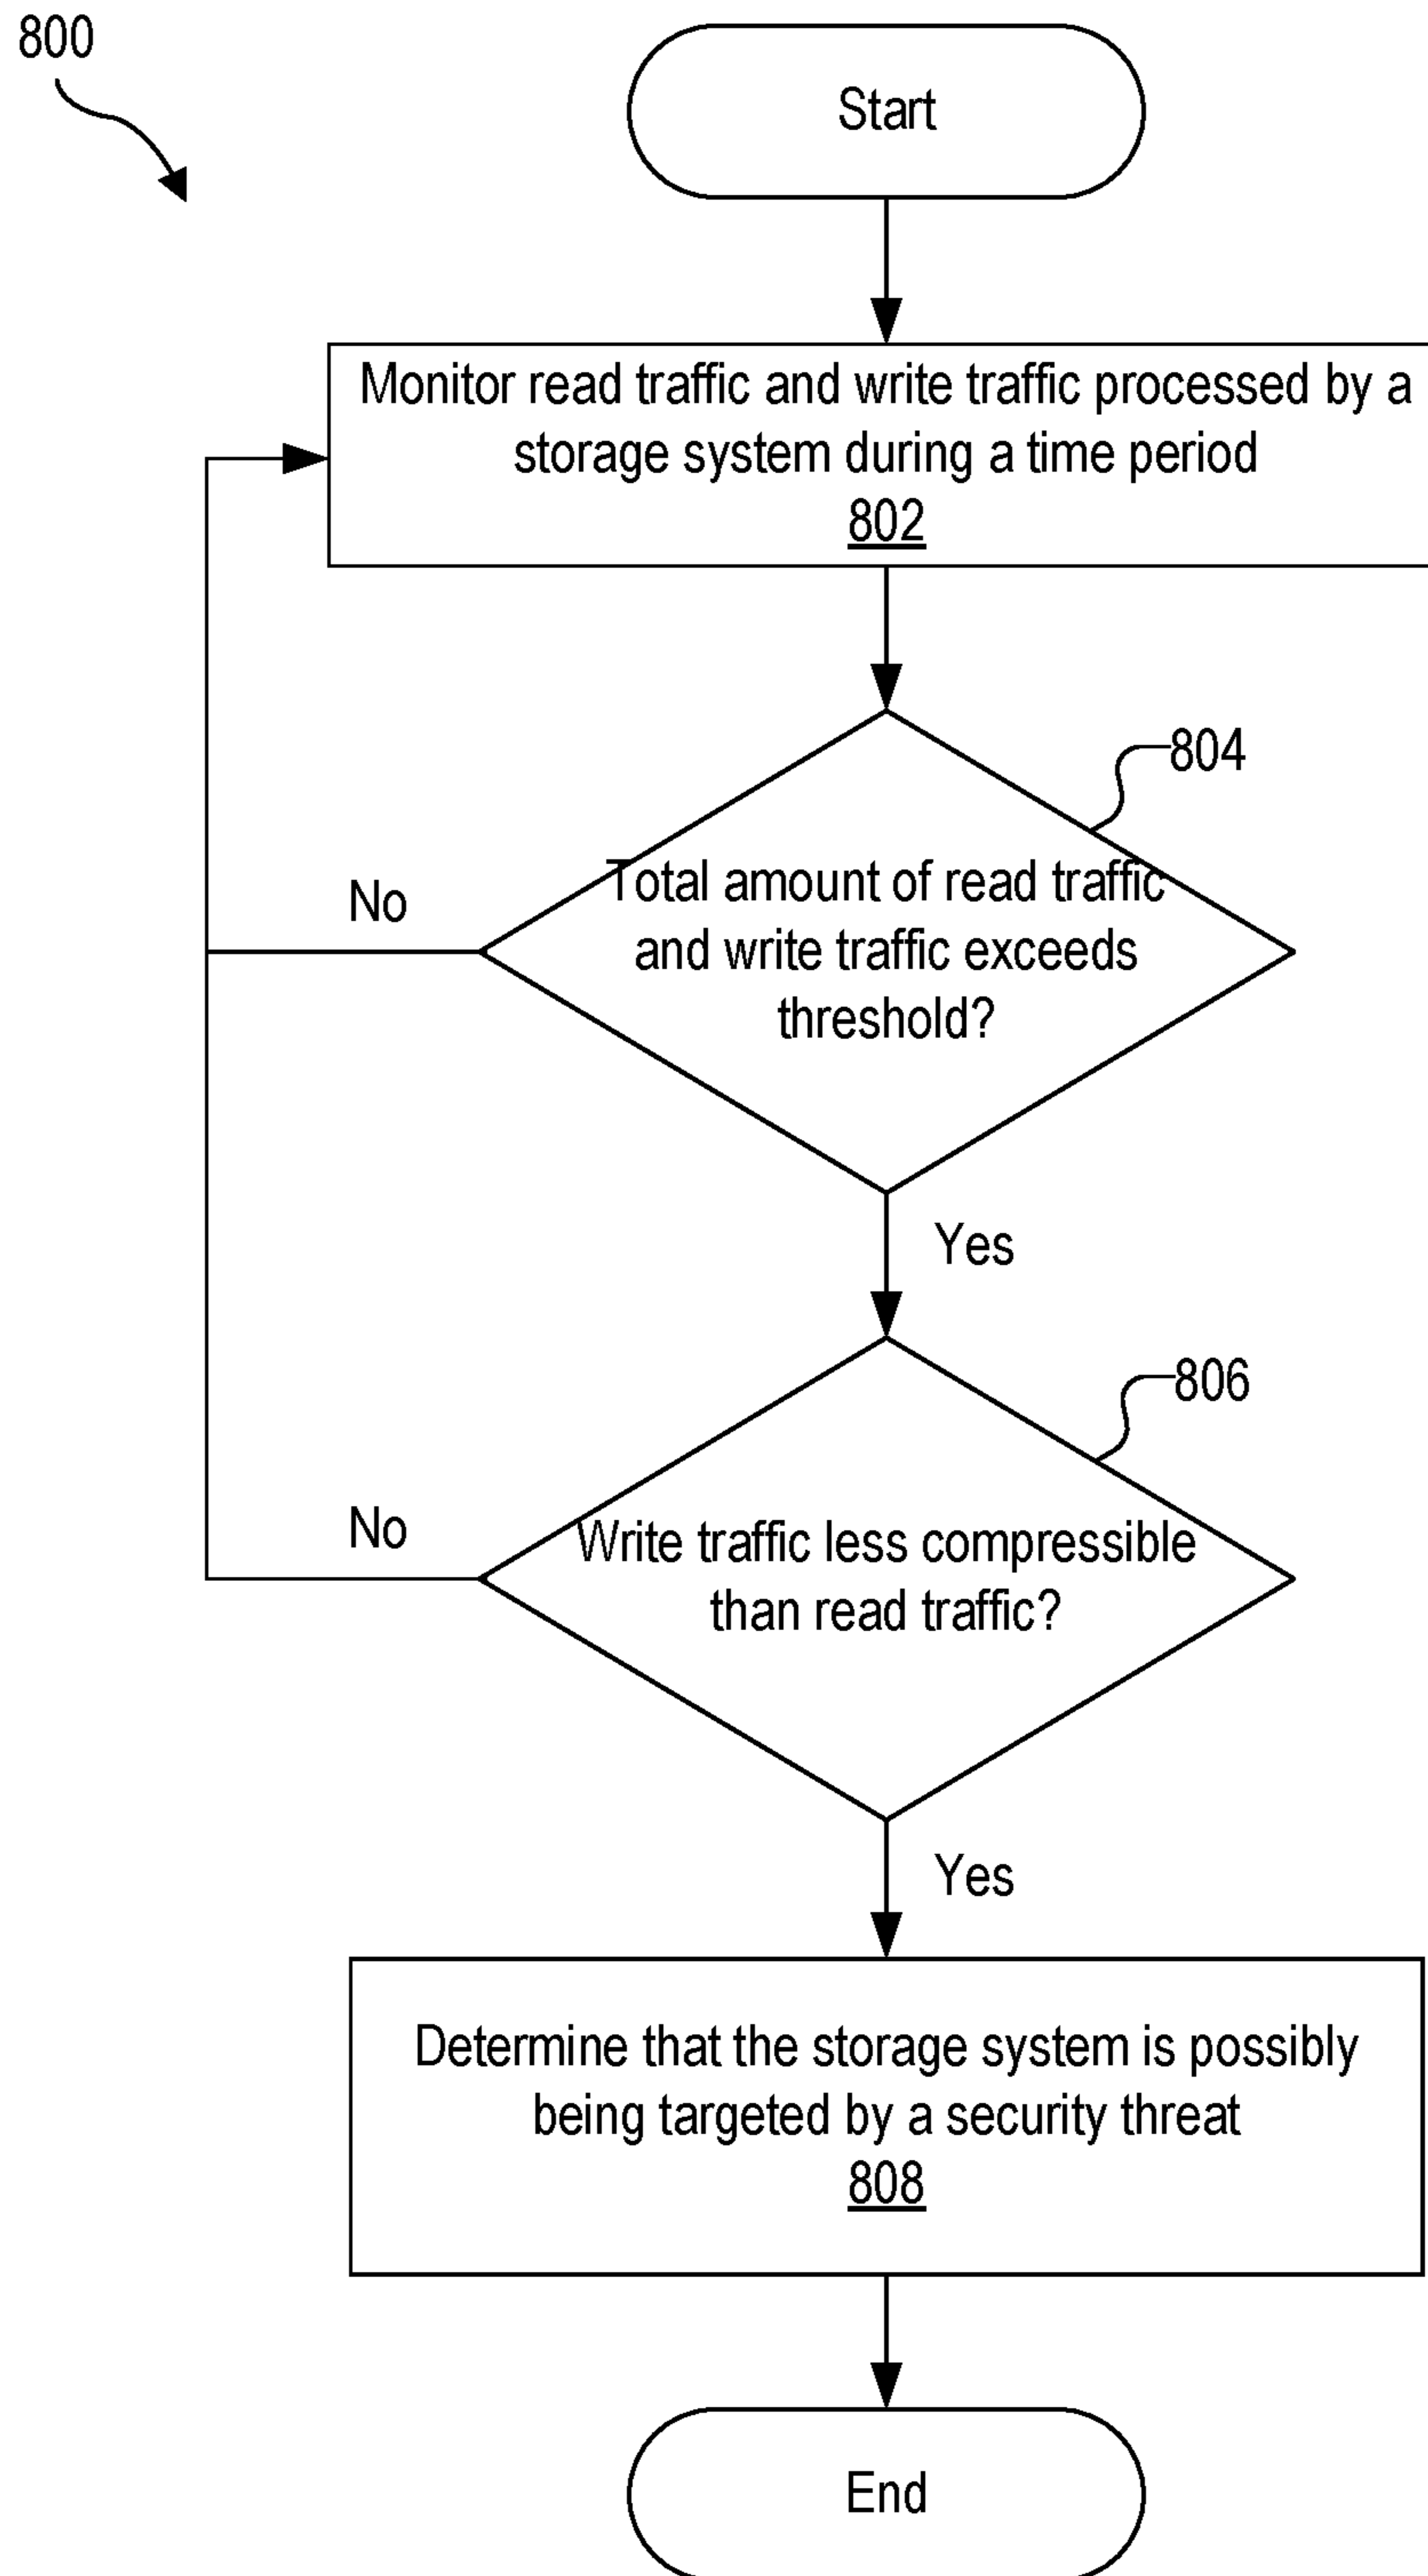 800
Start
Monitor read traffic and write traffic processed by a
storage system during a time period
802
804
Total amount of read traffic
and write traffic exceeds
threshold?
No
Yes
806
Write traffic less compressible
than read traffic?
No
Yes
Determine that the storage system is possibly
being targeted by a security threat
808
End